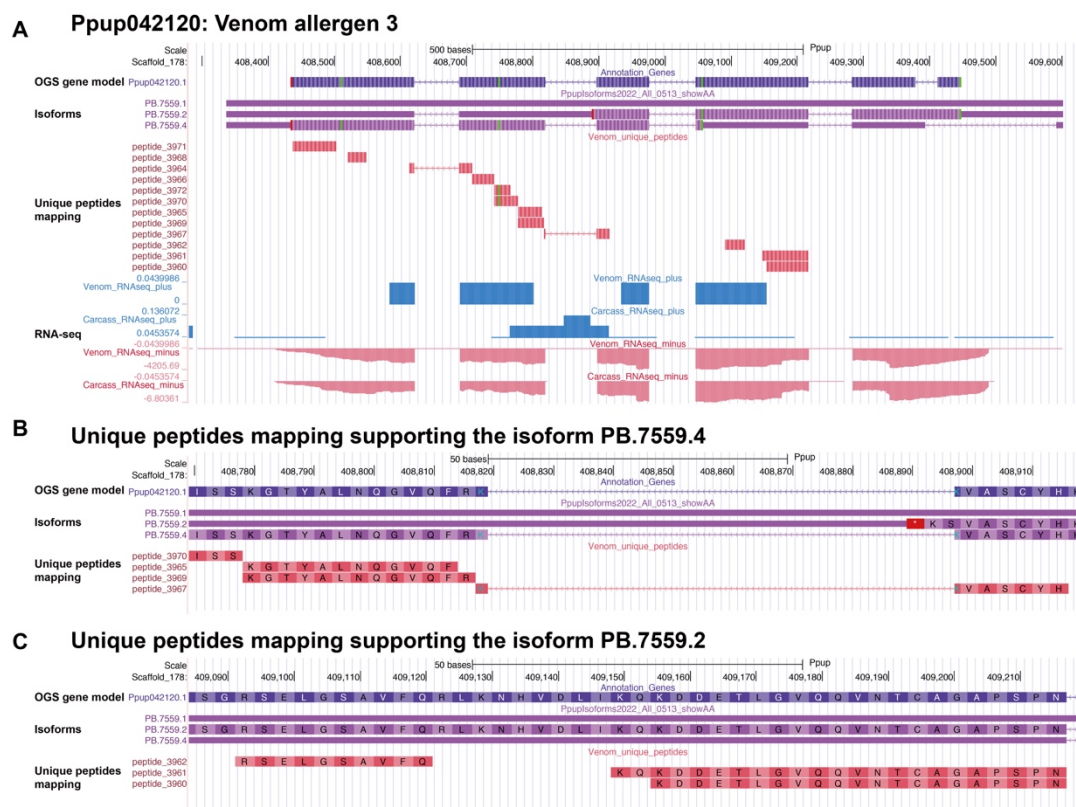 A
Ppup042120: Venom allergen 3
Scale
500 bases
Ppup
Scaffold_178:
408,400
408,500
408,600
408,700
408,800
408,900
409,000
409,100
409,200
409,300
409,400
409,500
409,600
Annotation_Genes
OGS gene model
Ppup042120.1
PpupIsoforms2022_All_0513_showAA
Isoforms
PB.7559.1
PB.7559.2
PB.7559.4
Venom_unique_peptides
Unique peptides mapping
peptide_3971
peptide_3968
peptide_3964
peptide_3966
peptide_3972
peptide_3970
peptide_3965
peptide_3969
peptide_3967
peptide_3962
peptide_3961
peptide_3960
RNA-seq
0.0439986
Venom_RNAseq_plus
Venom_RNAseq_plus
0
0.136072
Carcass_RNAseq_plus
Carcass_RNAseq_plus
0.0453574
-0.0439986
Venom_RNAseq_minus
Venom_RNAseq_minus
-4205.69
-0.0453574
Carcass_RNAseq_minus
Carcass_RNAseq_minus
-6.80361
B
Unique peptides mapping supporting the isoform PB.7559.4
Scale
50 bases
Ppup
Scaffold_178:
408,780
408,790
408,800
408,810
408,820
408,830
408,840
408,850
408,860
408,870
408,880
408,890
408,900
408,910
Annotation_Genes
OGS gene model
Ppup042120.1
I S S K G T Y A L N Q G V Q F R K
V A S C Y H K
PpupIsoforms2022_All_0513_showAA
Isoforms
PB.7559.1
PB.7559.2
* K S V A S C Y H K
PB.7559.4
I S S K G T Y A L N Q G V Q F R K
V A S C Y H K
Venom_unique_peptides
Unique peptides mapping
peptide_3970
I S S
peptide_3965
K G T Y A L N Q G V Q F
peptide_3969
K G T Y A L N Q G V Q F R
peptide_3967
V A S C Y H
C
Unique peptides mapping supporting the isoform PB.7559.2
Scale
50 bases
Ppup
Scaffold_178:
409,090
409,100
409,110
409,120
409,130
409,140
409,150
409,160
409,170
409,180
409,190
409,200
409,210
Annotation_Genes
OGS gene model
Ppup042120.1
S G R S E L G S A V F Q R L K N H V D L I K Q K D D E T L G V Q Q V N T C A G A P S P N
PpupIsoforms2022_All_0513_showAA
Isoforms
PB.7559.1
PB.7559.2
S G R S E L G S A V F Q R L K N H V D L I K Q K D D E T L G V Q Q V N T C A G A P S P N
PB.7559.4
Venom_unique_peptides
Unique peptides mapping
peptide_3962
R S E L G S A V F Q
peptide_3961
K Q K D D E T L G V Q Q V N T C A G A P S P N
peptide_3960
K D D E T L G V Q Q V N T C A G A P S P N